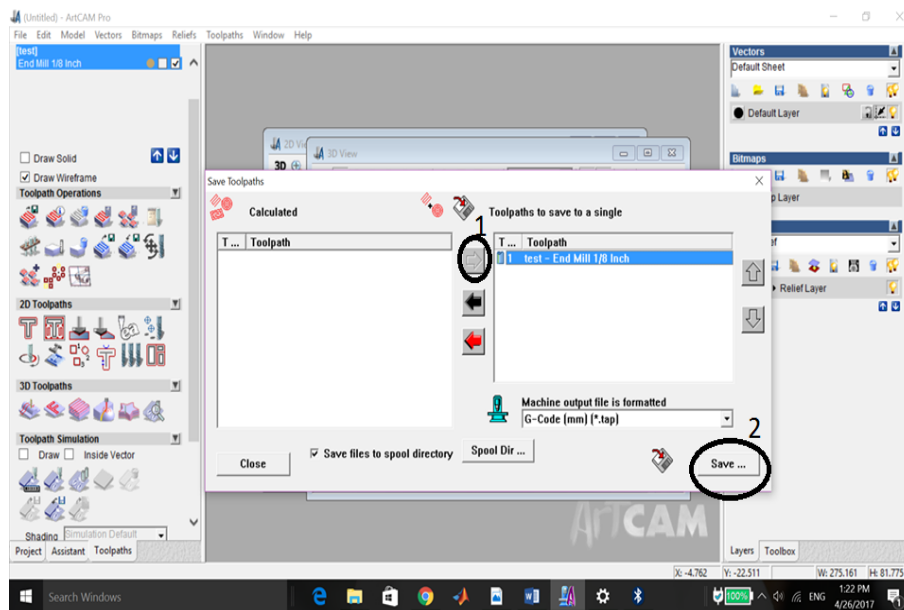 (Untitled) - ArtCAM Pro
File Edit Model Vectors Bitmaps Reliefs Toolpaths Window Help
[test]
End Mill 1/8 Inch
Draw Solid
Draw Wireframe
Toolpath Operations
2D Toolpaths
3D Toolpaths
Toolpath Simulation
Draw Inside Vector
Shading Simulation Default
Project Assistant Toolpaths
3D View
3D
Save Toolpaths
Calculated
T... Toolpath
1
Toolpaths to save to a single
T... Toolpath
1 test - End Mill 1/8 Inch
Machine output file is formatted
G-Code (mm) (*.tap)
2
Close
Save files to spool directory
Spool Dir ...
Save ...
ArtCAM
Vectors
Default Sheet
Default Layer
Bitmaps
Layer
Relief Layer
Layers Toolbox
X: -4.762 Y: -22.511 W: 275.161 H: 81.775
Search Windows
100%
ENG
1:22 PM
4/26/2017